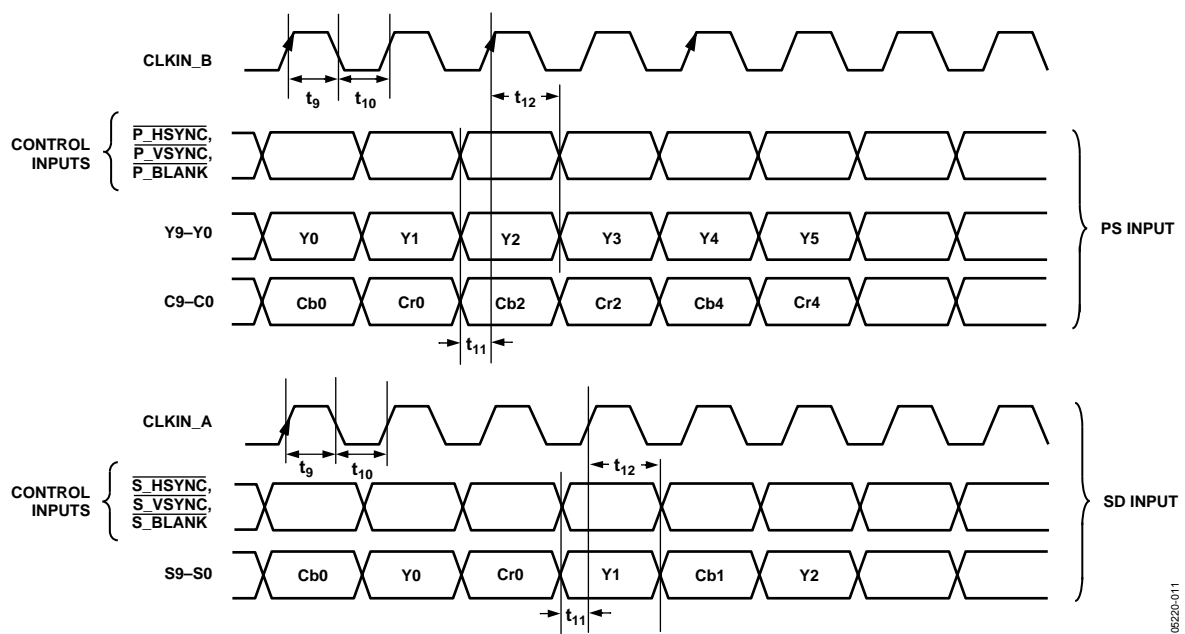 CLKIN_B
t9
t10
t12
CONTROL
INPUTS
P_HSYNC,
P_VSYNC,
P_BLANK
Y9–Y0
Y0
Y1
Y2
Y3
Y4
Y5
PS INPUT
C9–C0
Cb0
Cr0
Cb2
Cr2
Cb4
Cr4
t11
CLKIN_A
t9
t10
t12
CONTROL
INPUTS
S_HSYNC,
S_VSYNC,
S_BLANK
SD INPUT
S9–S0
Cb0
Y0
Cr0
Y1
Cb1
Y2
t11
05220-011